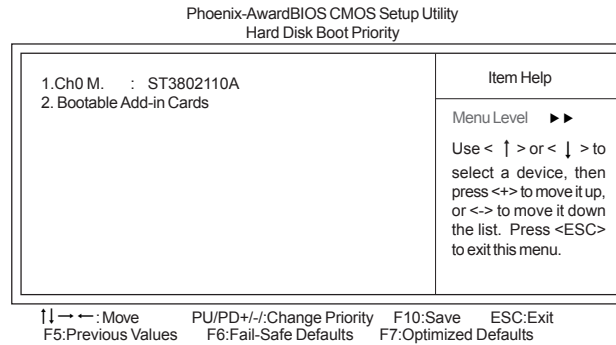 Phoenix-AwardBIOS CMOS Setup Utility
Hard Disk Boot Priority
1.Ch0 M. : ST3802110A
2. Bootable Add-in Cards
Item Help
Menu Level ►►
Use < ↑ > or < ↓ > to
select a device, then
press <+> to move it up,
or <-> to move it down
the list. Press <ESC>
to exit this menu.
↑↓→←: Move PU/PD+/-/:Change Priority F10:Save ESC:Exit
F5:Previous Values F6:Fail-Safe Defaults F7:Optimized Defaults